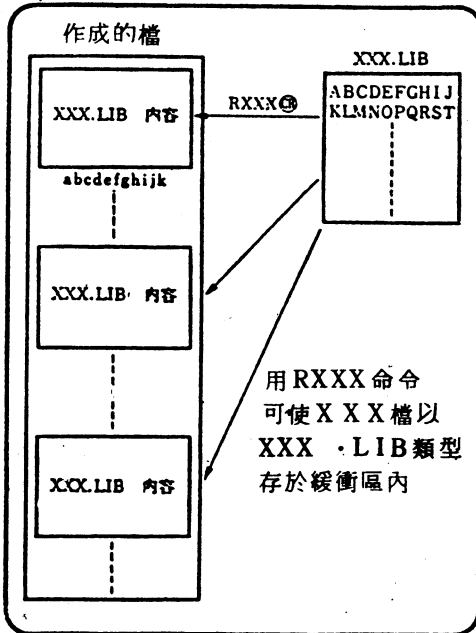 作成的檔
XXX.LIB 內容
abcdefghijk
XXX.LIB 內容
XXX.LIB 內容
RXXXCR
XXX.LIB
ABCDEFGHIJ
KLMNOPQRST
用RXXX命令
可使XXX檔以
XXX .LIB類型
存於緩衝區內